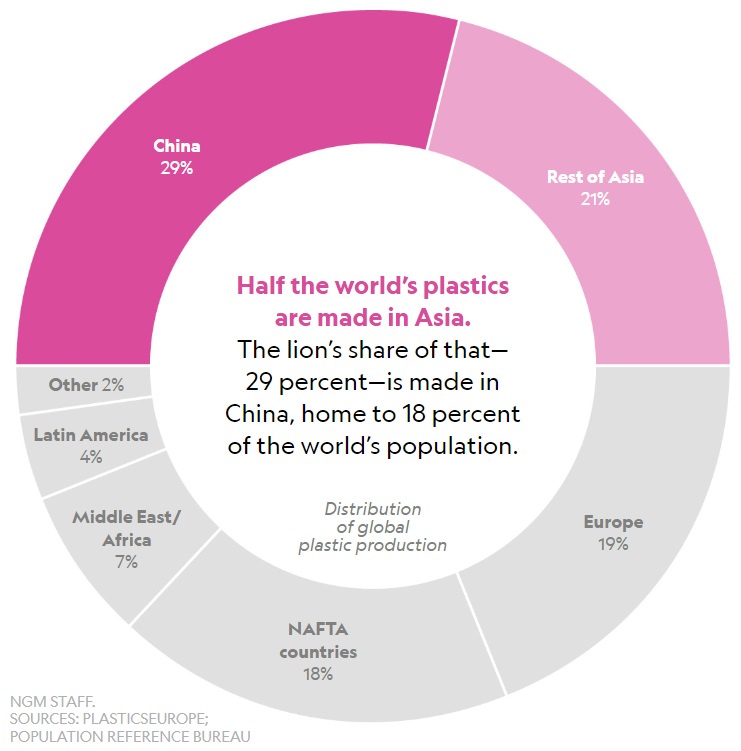 China
29%
Rest of Asia
21%
Half the world’s plastics
are made in Asia.
The lion’s share of that—
29 percent—is made in
China, home to 18 percent
of the world’s population.
Distribution
of global
plastic production
Other 2%
Latin America
4%
Middle East/
Africa
7%
NAFTA
countries
18%
Europe
19%
NGM STAFF.
SOURCES: PLASTICSEUROPE;
POPULATION REFERENCE BUREAU